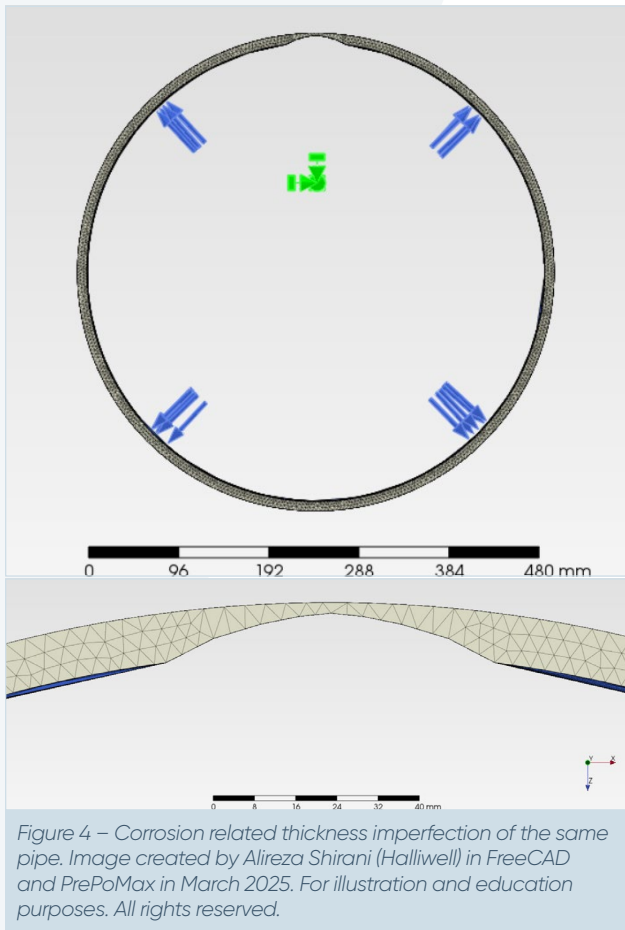 0 96 192 288 384 480 mm
Y X
Z
0 8 16 24 32 40 mm
Figure 4 – Corrosion related thickness imperfection of the same
pipe. Image created by Alireza Shirani (Halliwell) in FreeCAD
and PrePoMax in March 2025. For illustration and education
purposes. All rights reserved.